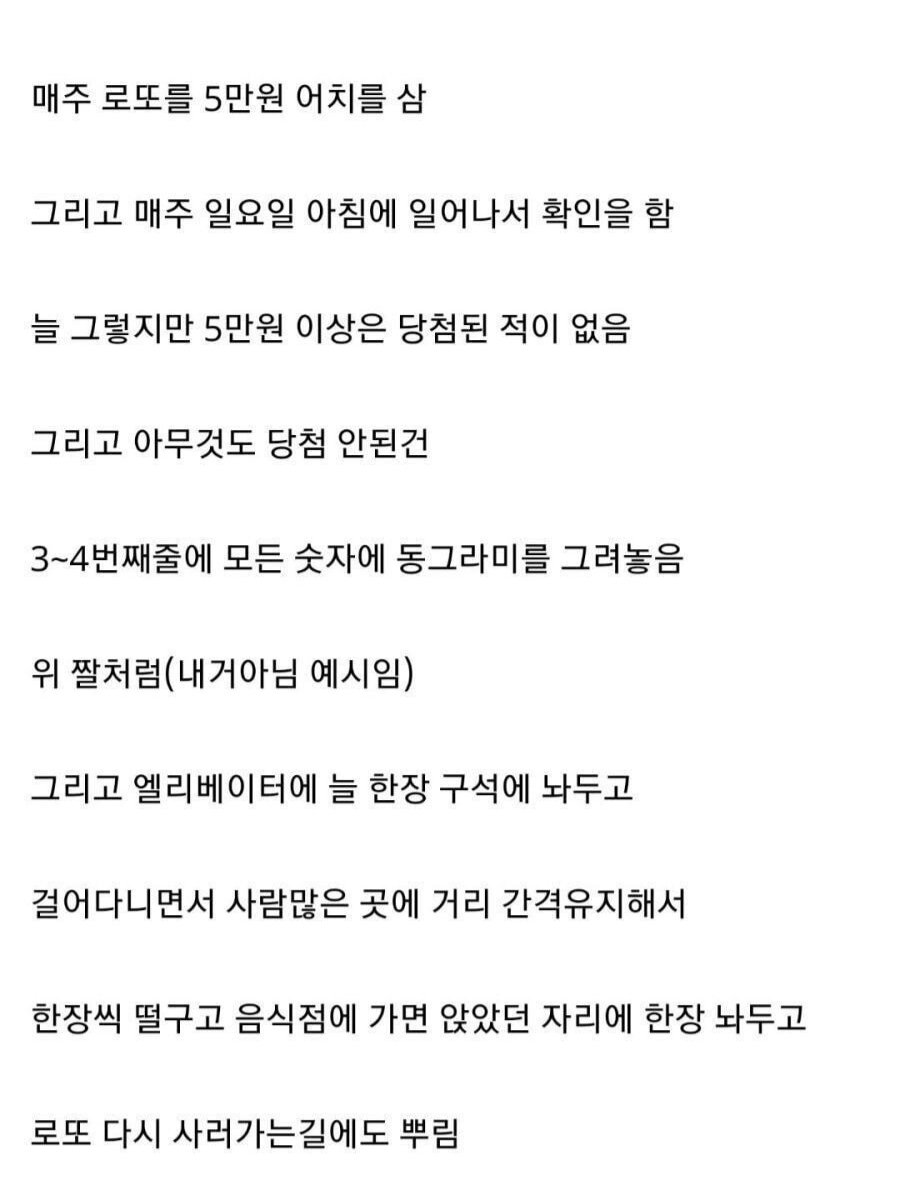 매주 로또를 5만원 어치를 삼
그리고 매주 일요일 아침에 일어나서 확인을 함
늘 그렇지만 5만원 이상은 당첨된 적이 없음
그리고 아무것도 당첨 안된건
3~4번째줄에 모든 숫자에 동그라미를 그려놓음
위 짤처럼(내거아님 예시임)
그리고 엘리베이터에 늘 한장 구석에 놔두고
걸어다니면서 사람많은 곳에 거리 간격유지해서
한장씩 떨구고 음식점에 가면 앉았던 자리에 한장 놔두고
로또 다시 사러가는길에도 뿌림